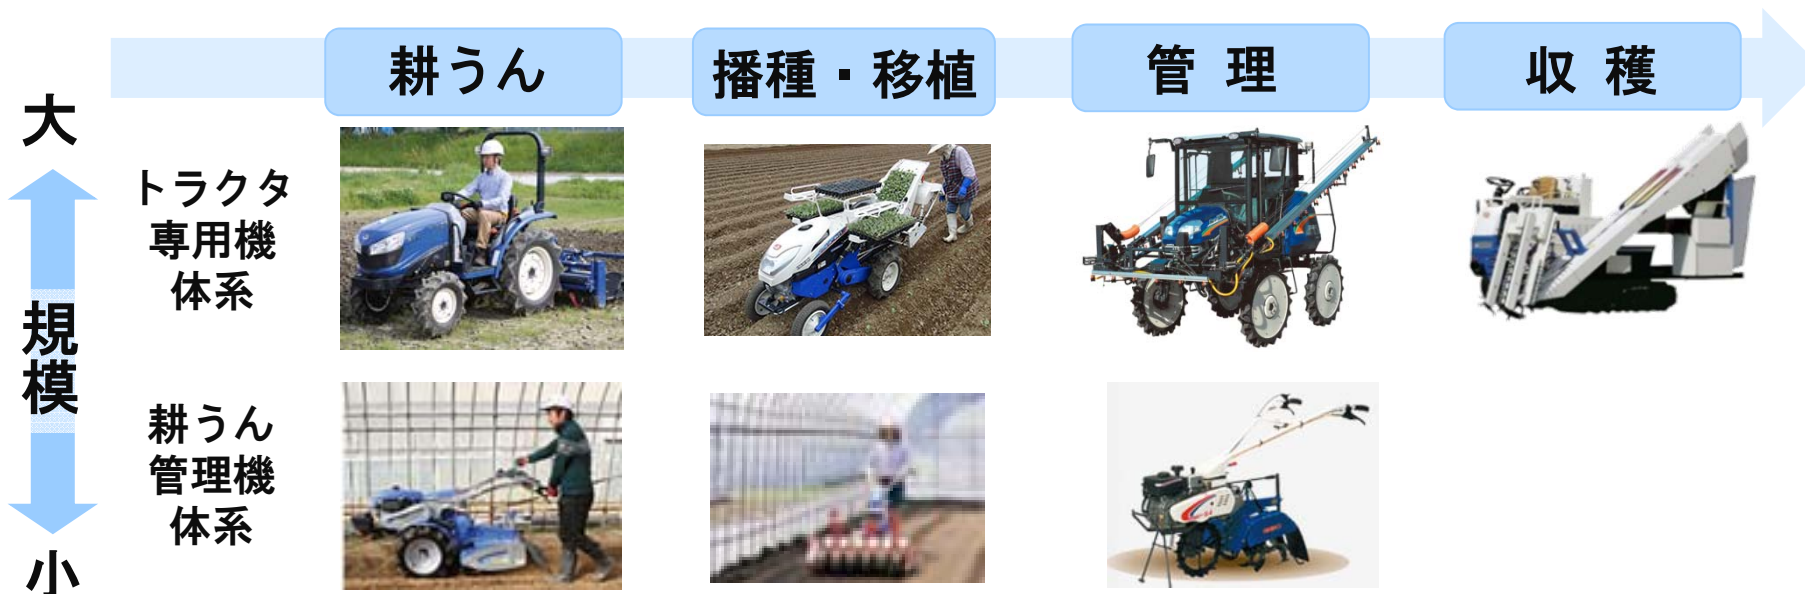 耕うん
播種・移植
管 理
収 穫
大
規模
小
トラクタ
専用機
体系
耕うん
管理機
体系